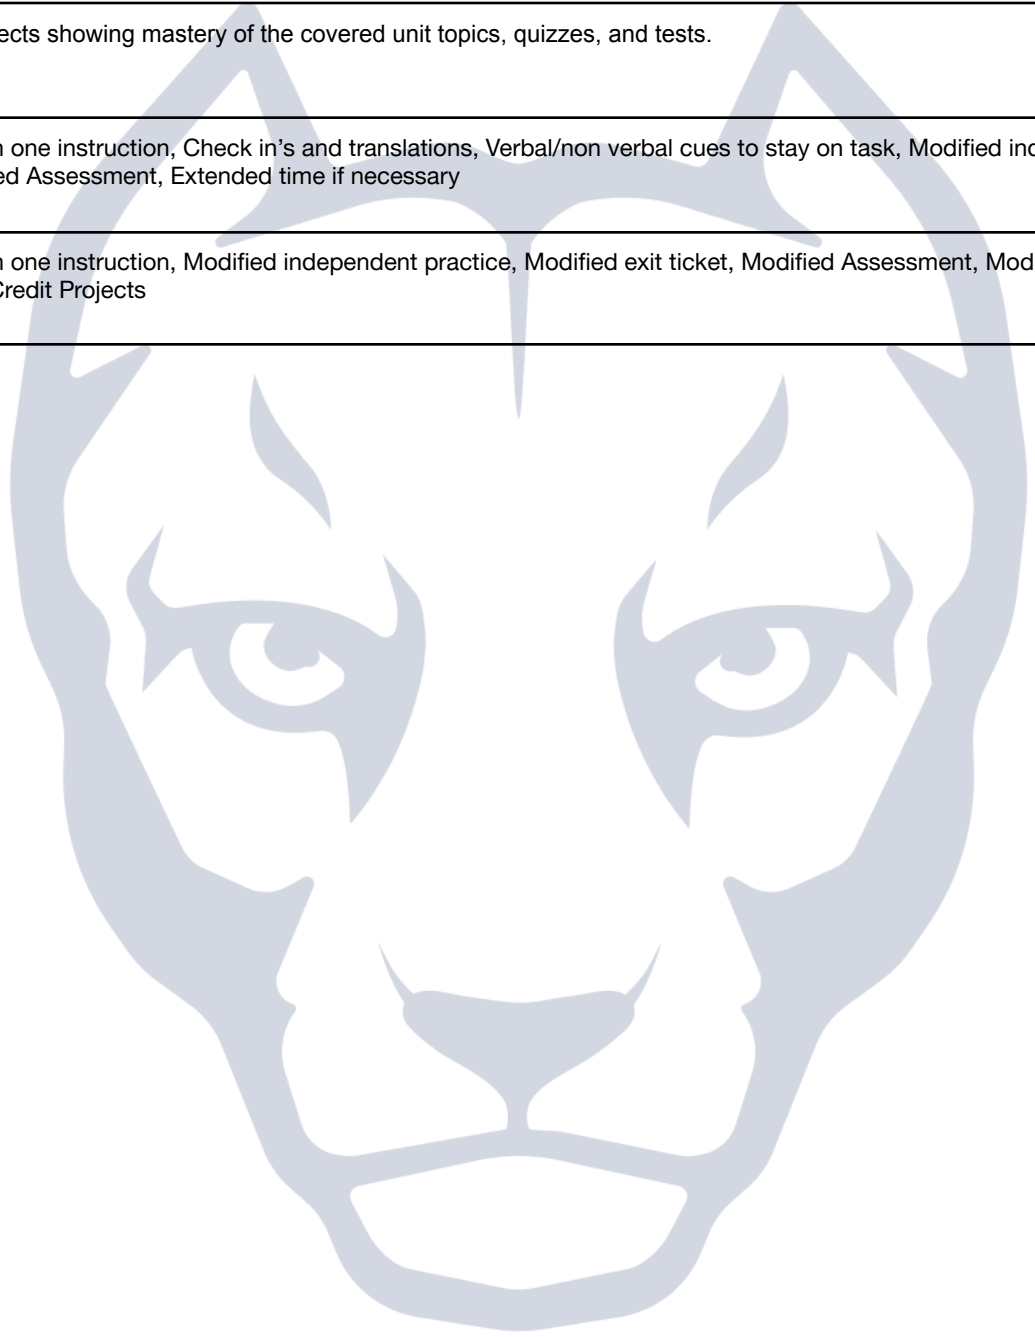 ects showing mastery of the covered unit topics, quizzes, and tests.
n one instruction, Check in’s and translations, Verbal/non verbal cues to stay on task, Modified ind
ed Assessment, Extended time if necessary
n one instruction, Modified independent practice, Modified exit ticket, Modified Assessment, Mod
Credit Projects